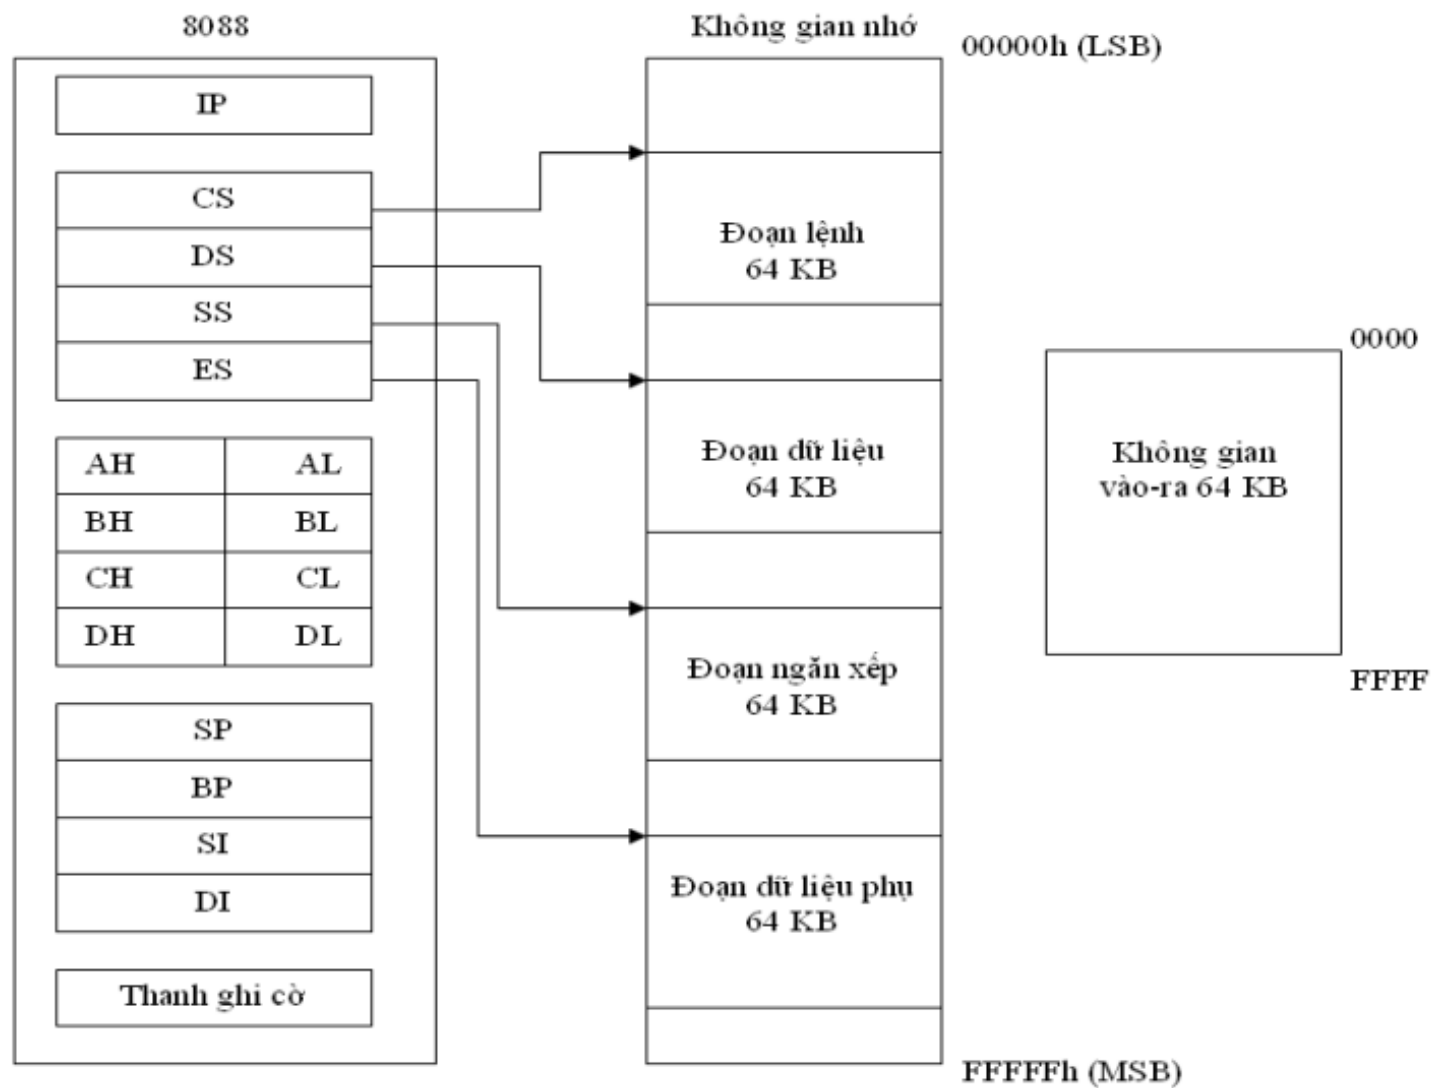 8088
IP
CS
DS
SS
ES
AH AL
BH BL
CH CL
DH DL
SP
BP
SI
DI
Thanh ghi cờ
Không gian nhớ
00000h (LSB)
Đoạn lệnh
64 KB
Đoạn dữ liệu
64 KB
Đoạn ngăn xếp
64 KB
Đoạn dữ liệu phụ
64 KB
FFFFFh (MSB)
0000
Không gian
vào-ra 64 KB
FFFF